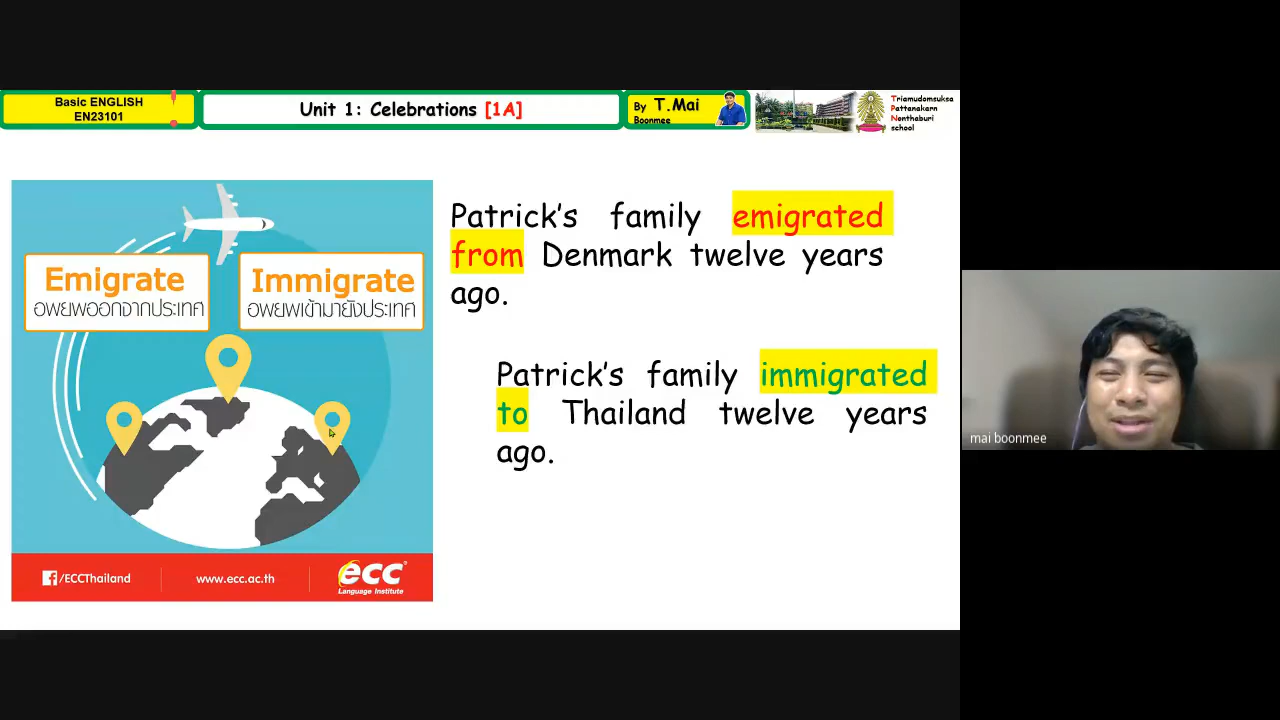 Basic ENGLISH
EN23101
Unit 1: Celebrations [1A]
By T.Mai
Boonmee
Triamudomsuksa
Pattanakarn
Nonthaburi
school
Emigrate
อพยพออกจากประเทศ
Immigrate
อพยพเข้ามายังประเทศ
Patrick's family emigrated
from Denmark twelve years
ago.
Patrick's family immigrated
to Thailand twelve years
ago.
/ECCThailand
www.ecc.ac.th
ecc
Language Institute
mai boonmee